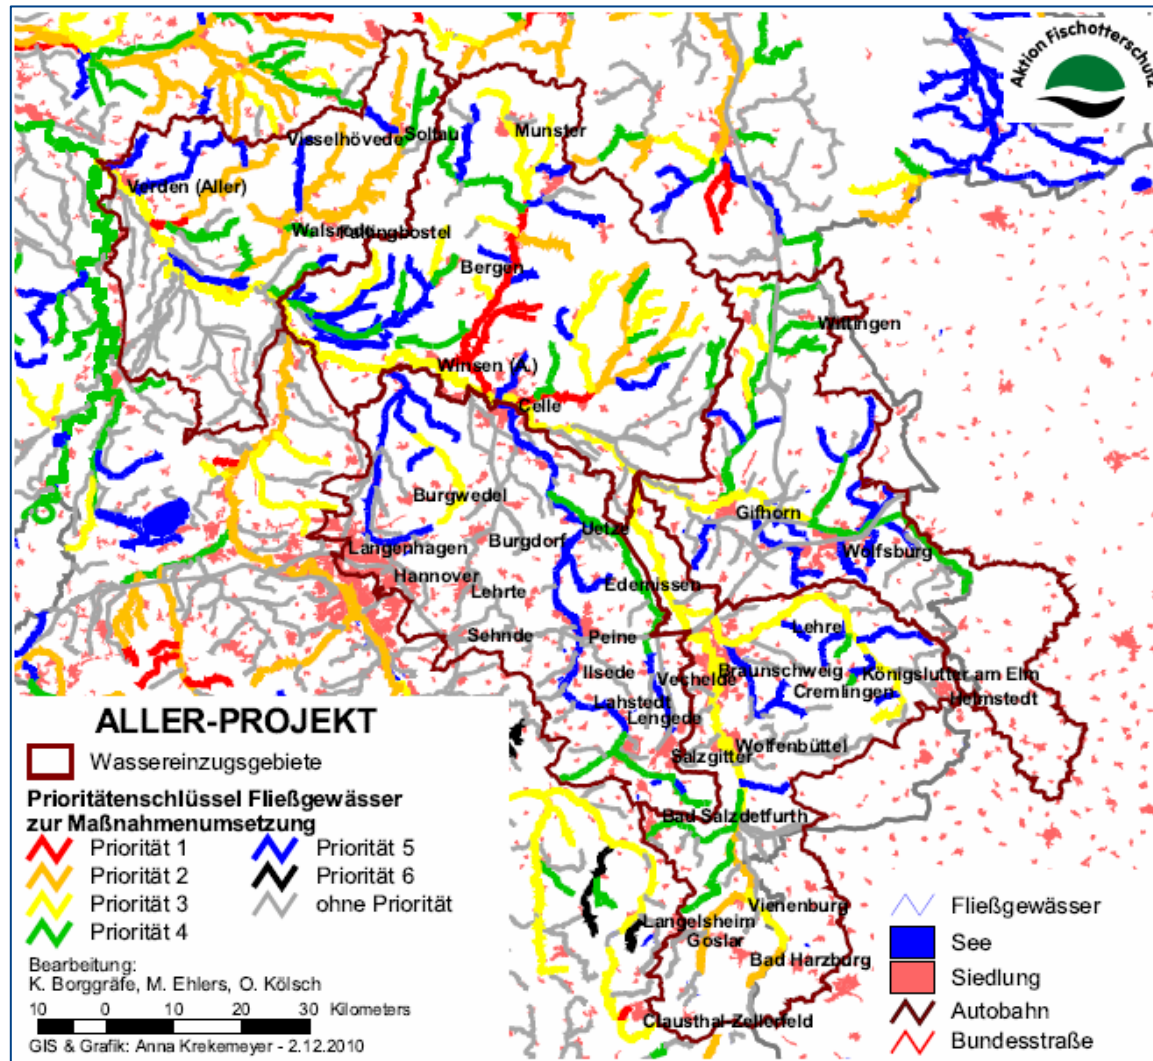 Aktion Fischotterschutz
Munster
Visselhövede
Soltau
Verden (Aller)
Walsrode
Fallingbostel
Bergen
Wittingen
Winsen (A.)
Celle
Burgwedel
Gifhorn
Burgdorf
Uetze
Langenhagen
Wolfsburg
Hannover
Edemissen
Lehrte
Lehrel
Sehnde
Peine
Ilsede
Vechelde
Braunschweig
Königslutter am Elm
Cremlingen
Helmstedt
Lahstedt
Lengede
Wolfenbüttel
Salzgitter
Bad Salzdetfurth
Vienenburg
Langelsheim
Goslar
Bad Harzburg
Clausthal-Zellerfeld
ALLER-PROJEKT
Wassereinzugsgebiete
Prioritätenschlüssel Fließgewässer
zur Maßnahmenumsetzung
Priorität 1
Priorität 2
Priorität 3
Priorität 4
Priorität 5
Priorität 6
ohne Priorität
Bearbeitung:
K. Borggräfe, M. Ehlers, O. Kölsch
10 0 10 20 30 Kilometers
GIS & Grafik: Anna Krekemeyer - 2.12.2010
Fließgewässer
See
Siedlung
Autobahn
Bundesstraße